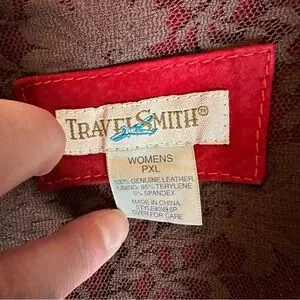 TRAVELSMITH®
WOMENS
PXL
100% GENUINE LEATHER
LINING: 95% TERYLENE
5% SPANDEX
MADE IN CHINA
OVER FOR CARE